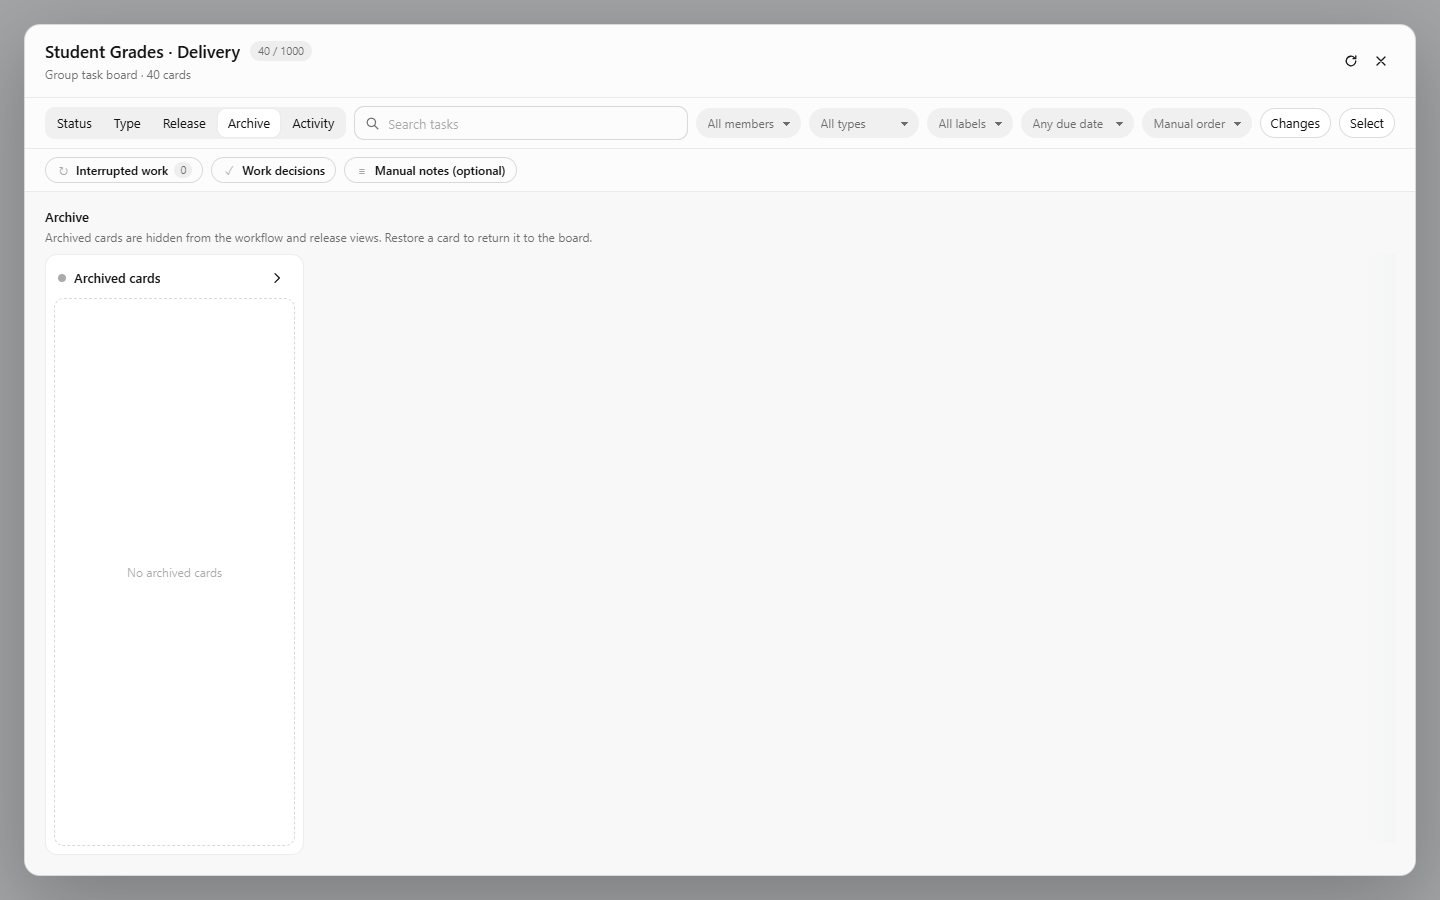 Student Grades · Delivery 40 / 1000
Group task board · 40 cards
Status Type Release Archive Activity Search tasks All members All types All labels Any due date Manual order Changes Select
Interrupted work 0 Work decisions Manual notes (optional)
Archive
Archived cards are hidden from the workflow and release views. Restore a card to return it to the board.
Archived cards
No archived cards